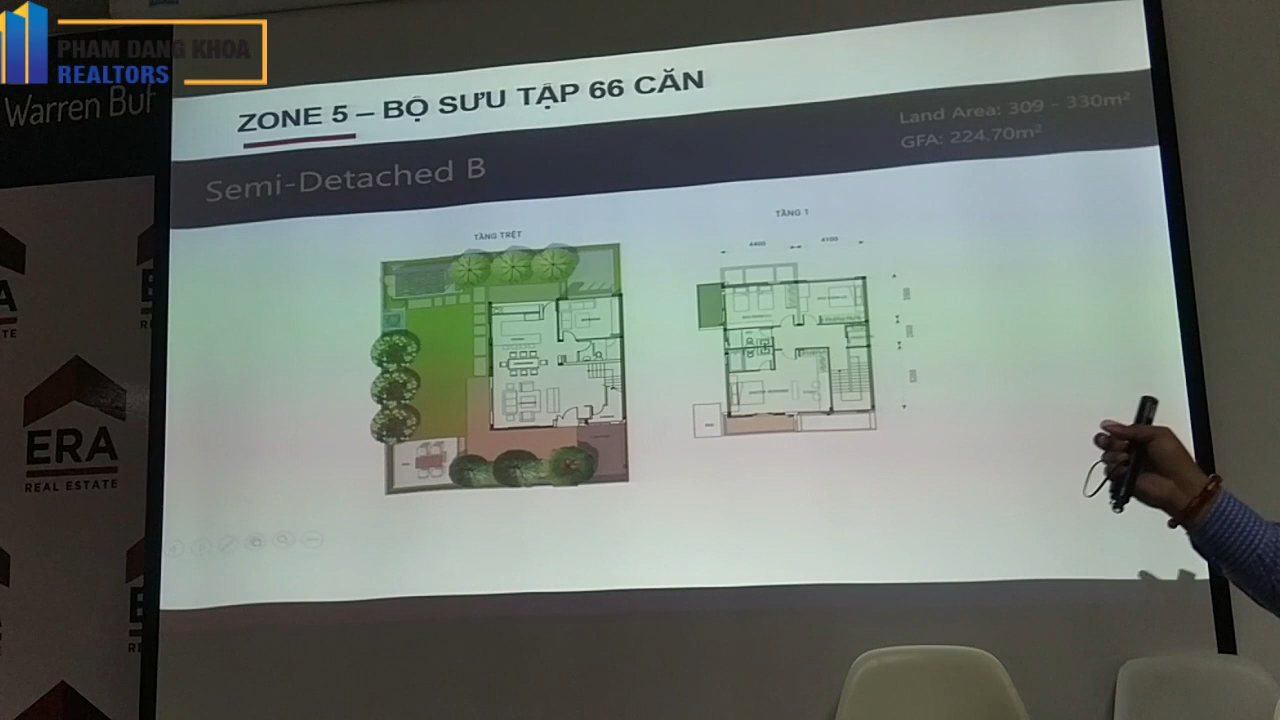 PHAM DANG KHOA
REALTORS
Warren Buf
ZONE 5 – BỘ SƯU TẬP 66 CĂN
Land Area: 309 – 330m²
GFA: 224.70m²
Semi-Detached B
TẦNG TRỆT
TẦNG 1
4400
4100
ERA
REAL ESTATE